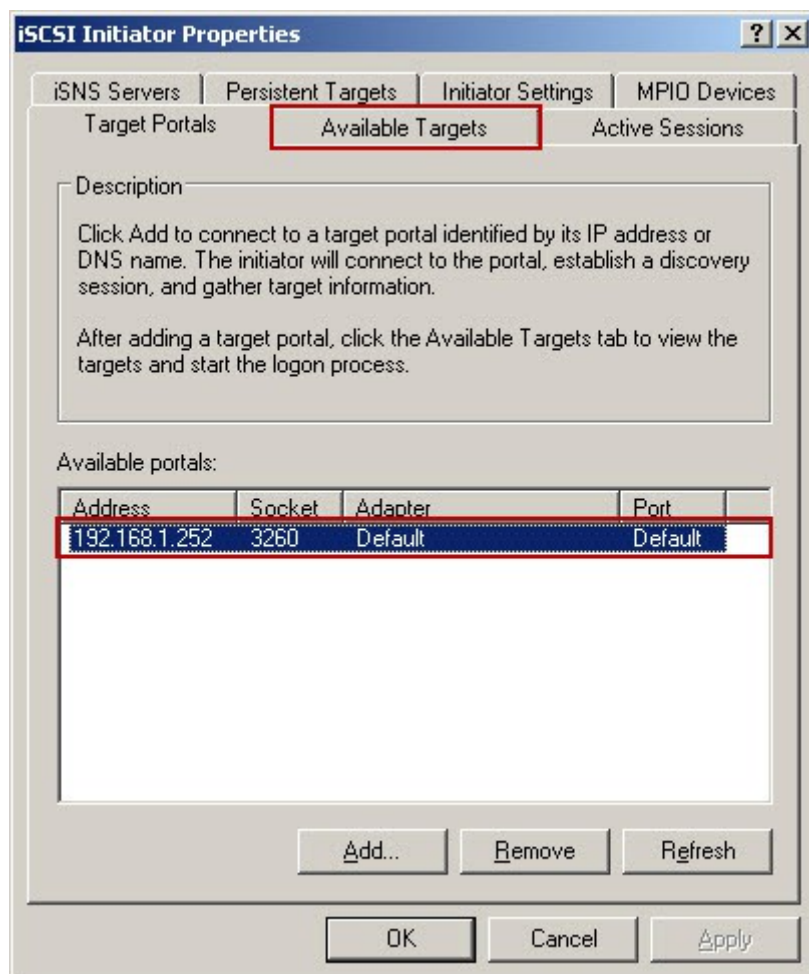 iSCSI Initiator Properties
iSNS Servers Persistent Targets Initiator Settings MPIO Devices
Target Portals Available Targets Active Sessions
Description
Click Add to connect to a target portal identified by its IP address or
DNS name. The initiator will connect to the portal, establish a discovery
session, and gather target information.
After adding a target portal, click the Available Targets tab to view the
targets and start the logon process.
Available portals:
Address Socket Adapter Port
192.168.1.252 3260 Default Default
Add... Remove Refresh
OK Cancel Apply